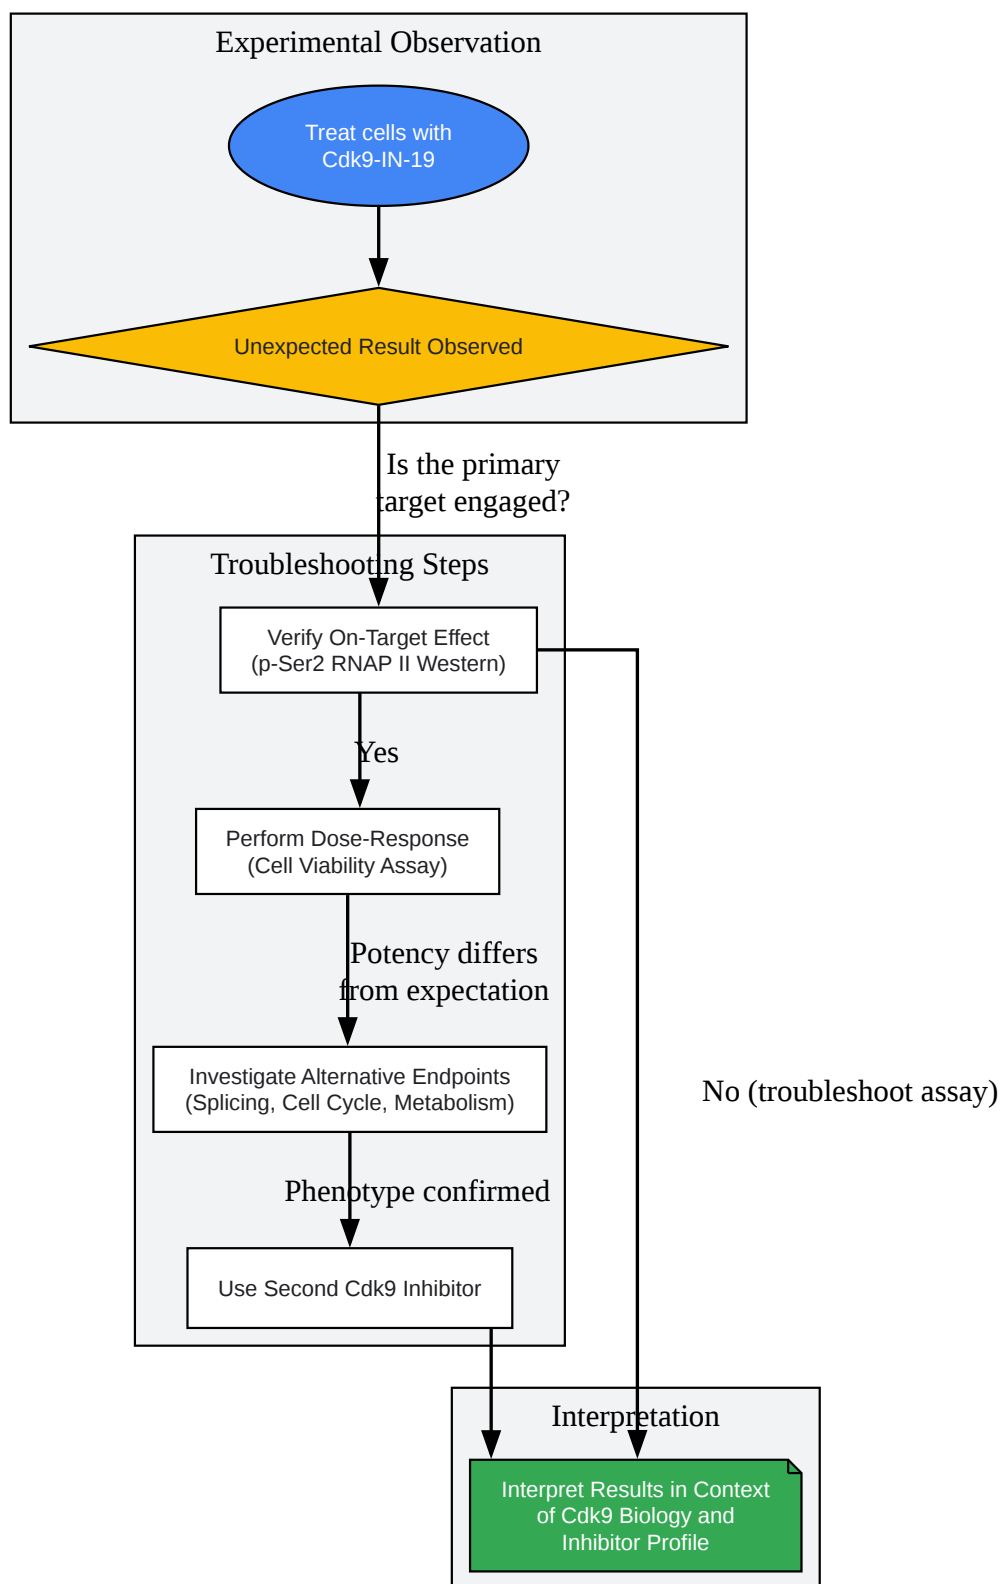 Experimental Observation
Treat cells with
Cdk9-IN-19
Unexpected Result Observed
Is the primary
target engaged?
Troubleshooting Steps
Verify On-Target Effect
(p-Ser2 RNAP II Western)
Yes
Perform Dose-Response
(Cell Viability Assay)
Potency differs
from expectation
Investigate Alternative Endpoints
(Splicing, Cell Cycle, Metabolism)
No (troubleshoot assay)
Phenotype confirmed
Use Second Cdk9 Inhibitor
Interpretation
Interpret Results in Context
of Cdk9 Biology and
Inhibitor Profile